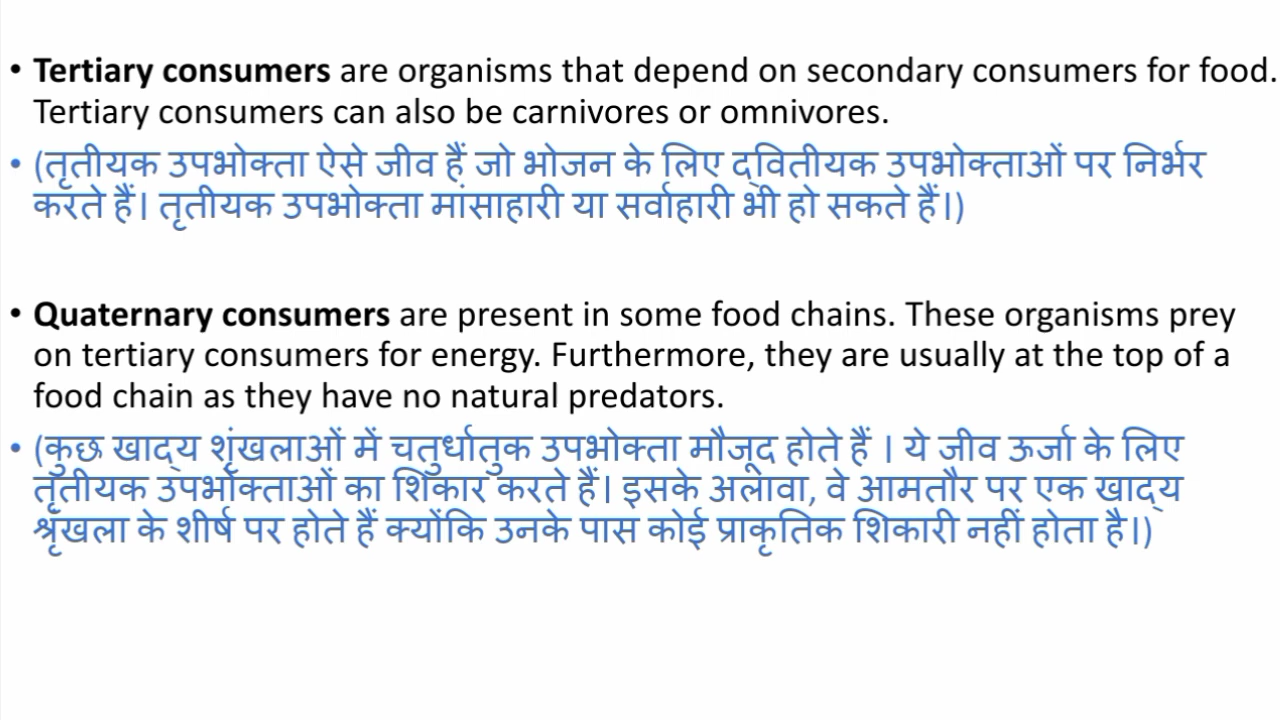 • Tertiary consumers are organisms that depend on secondary consumers for food.
Tertiary consumers can also be carnivores or omnivores.
• (तृतीयक उपभोक्ता ऐसे जीव हैं जो भोजन के लिए द्वितीयक उपभोक्ताओं पर निर्भर
करते हैं। तृतीयक उपभोक्ता मांसाहारी या सर्वाहारी भी हो सकते हैं।)
• Quaternary consumers are present in some food chains. These organisms prey
on tertiary consumers for energy. Furthermore, they are usually at the top of a
food chain as they have no natural predators.
• (कुछ खाद्य शृंखलाओं में चतुर्धातुक उपभोक्ता मौजूद होते हैं । ये जीव ऊर्जा के लिए
तृतीयक उपभोक्ताओं का शिकार करते हैं। इसके अलावा, वे आमतौर पर एक खाद्य
श्रृंखला के शीर्ष पर होते हैं क्योंकि उनके पास कोई प्राकृतिक शिकारी नहीं होता है।)